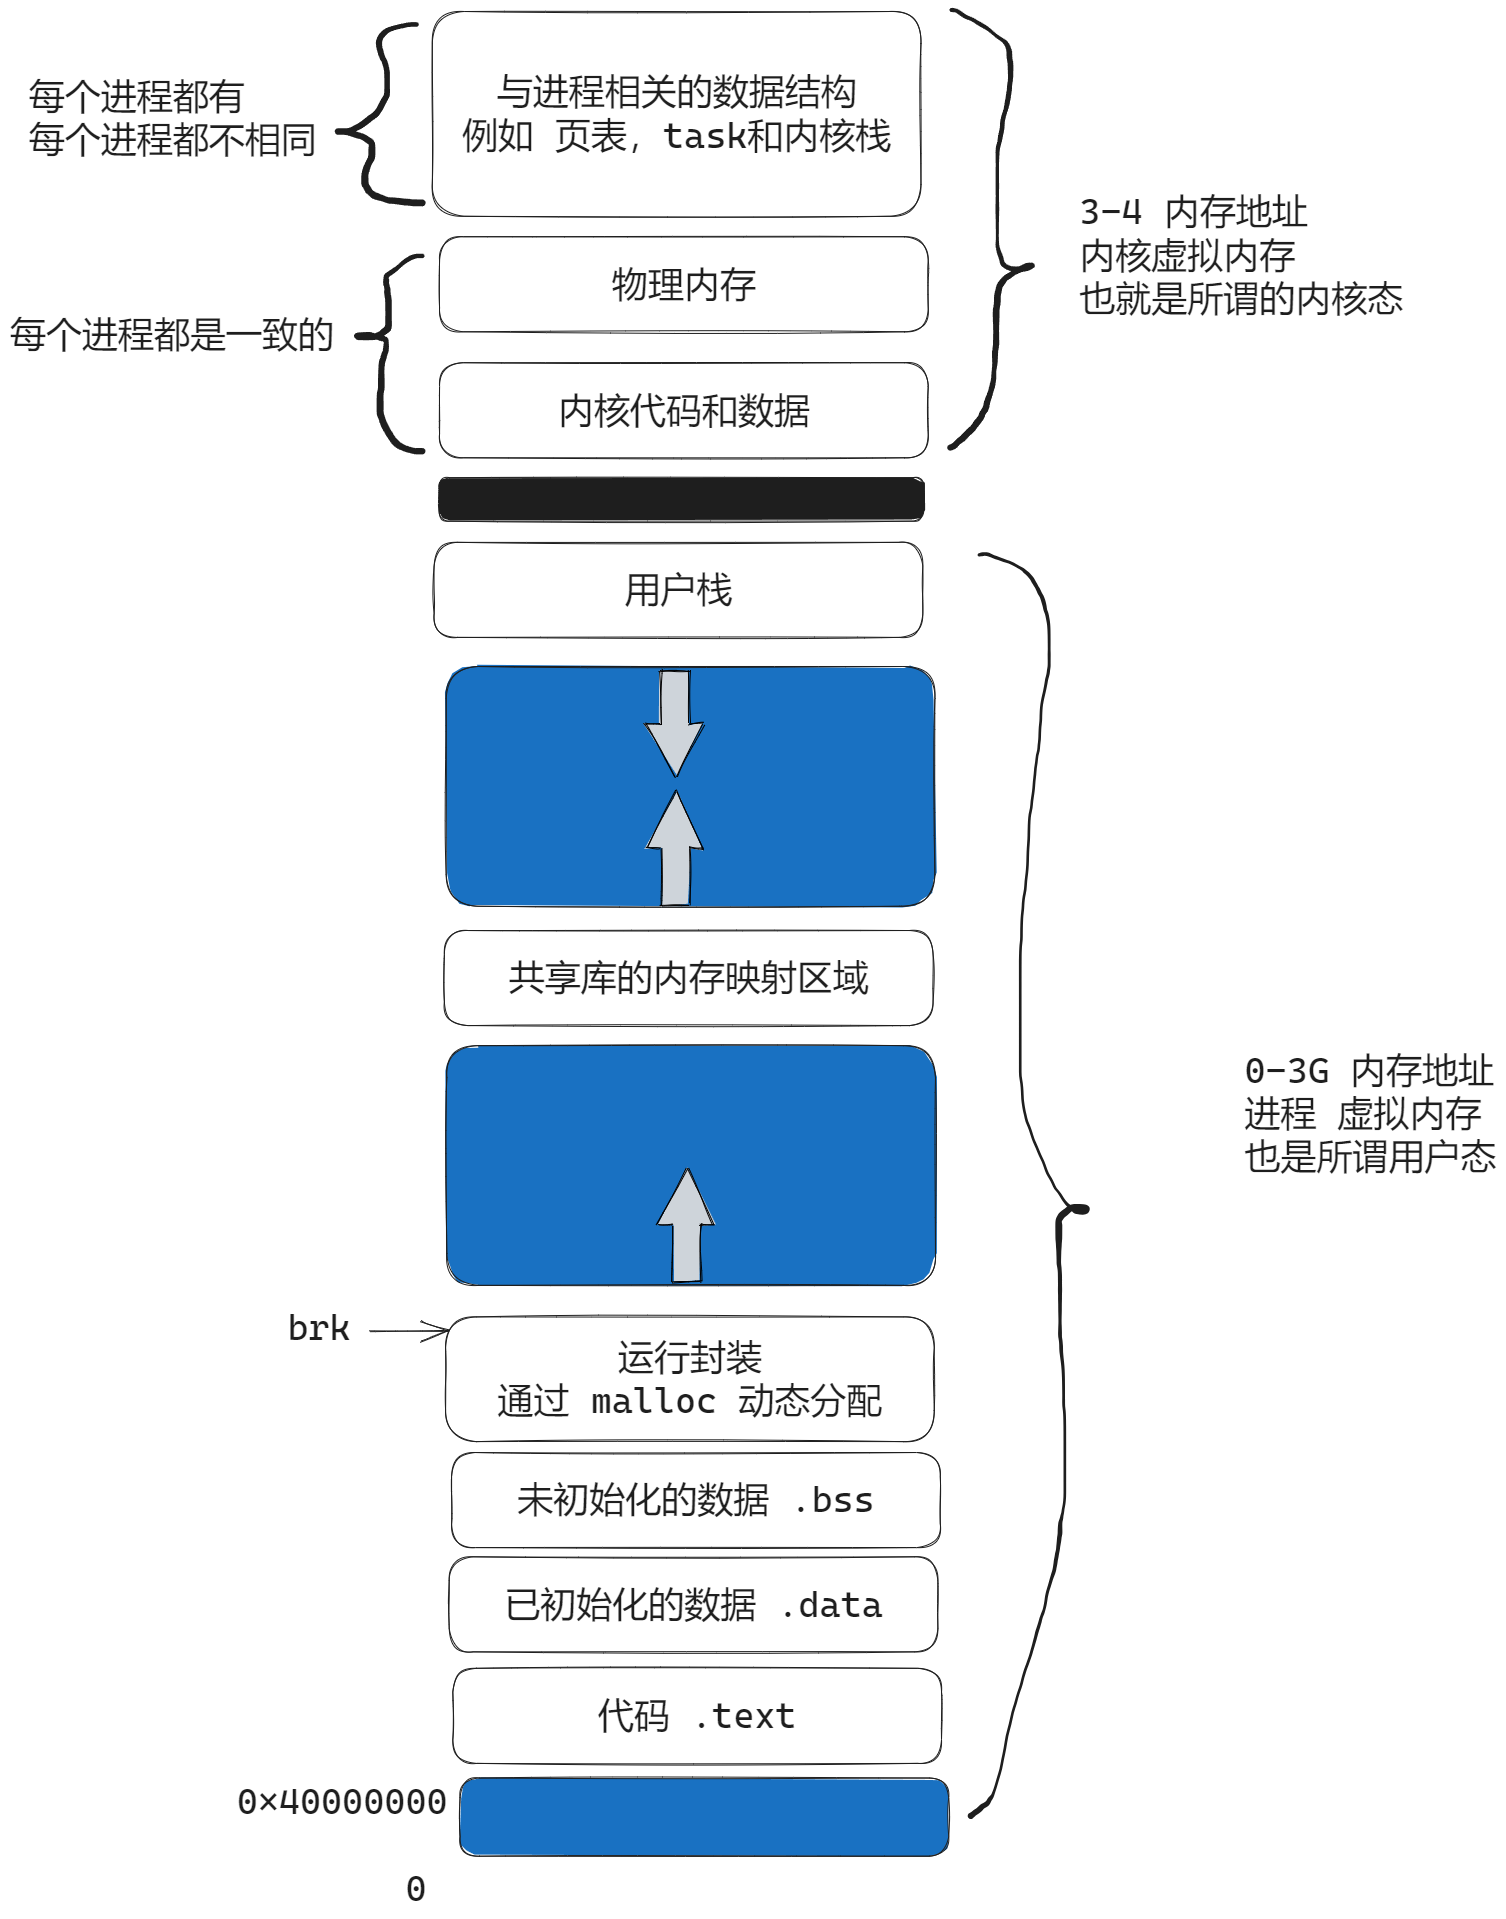 每个进程都有
每个进程都不相同
与进程相关的数据结构
例如 页表，task和内核栈
3-4 内存地址
内核虚拟内存
也就是所谓的内核态
物理内存
每个进程都是一致的
内核代码和数据
用户栈
共享库的内存映射区域
0-3G 内存地址
进程 虚拟内存
也是所谓用户态
brk
运行封装
通过 malloc 动态分配
未初始化的数据 .bss
已初始化的数据 .data
代码 .text
0×40000000
0